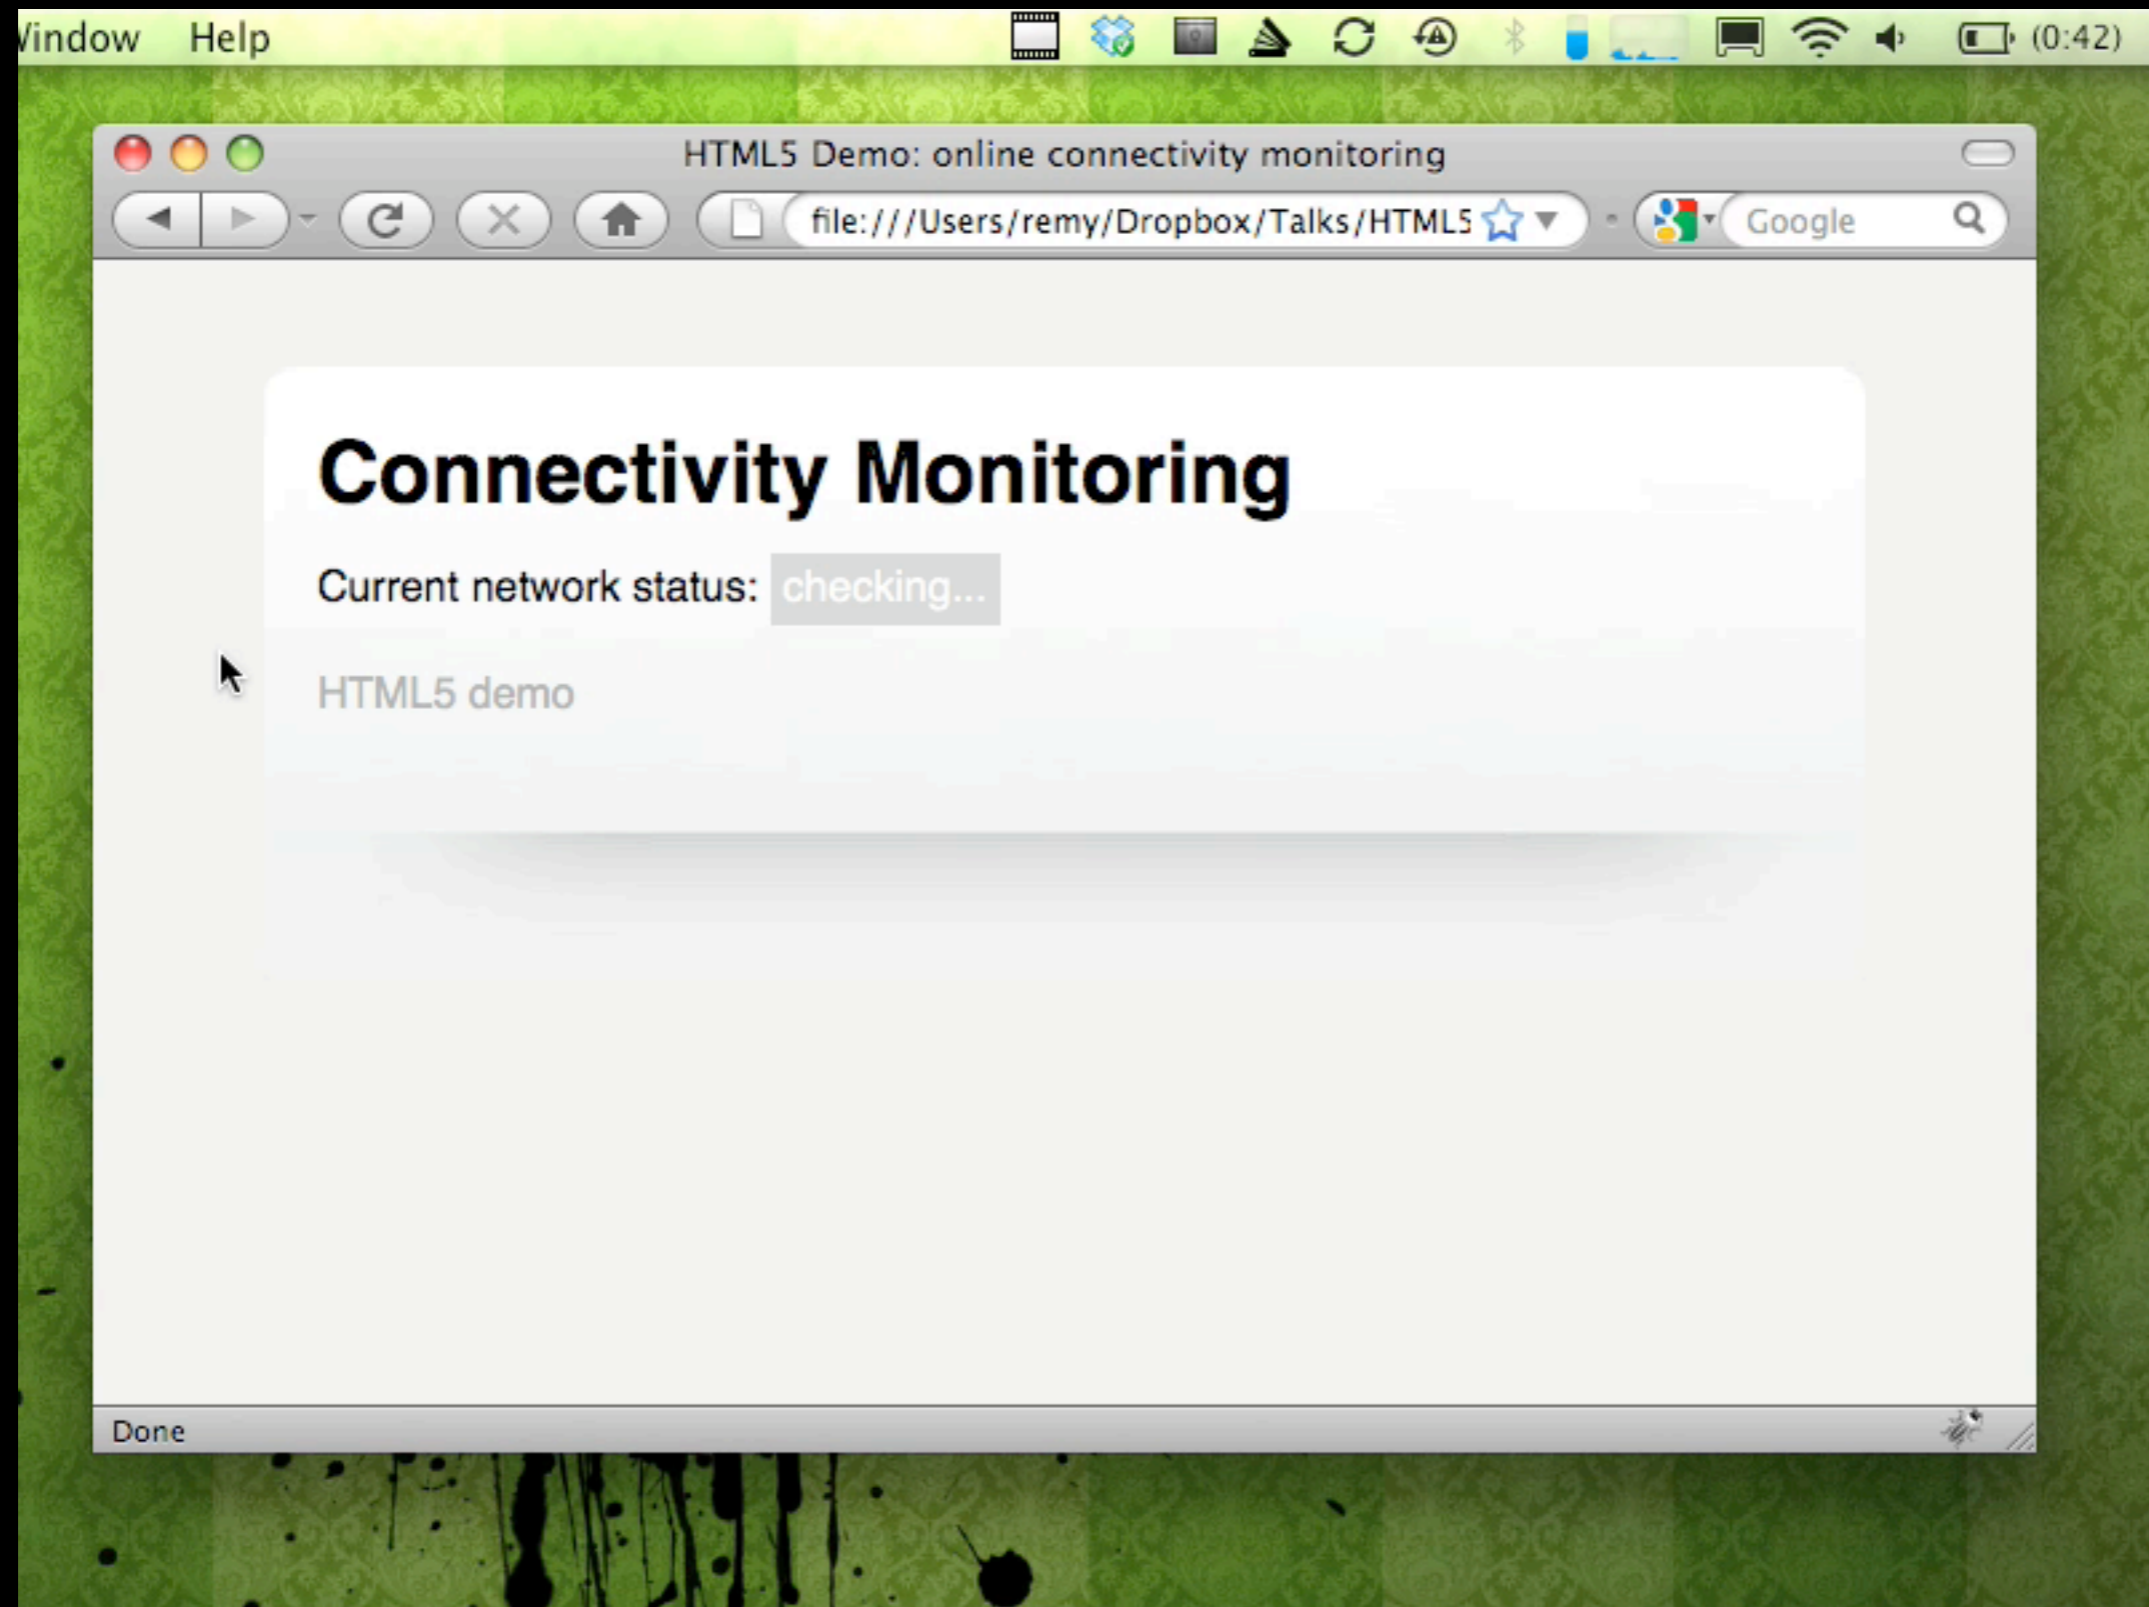 Window Help (0:42)
HTML5 Demo: online connectivity monitoring
file:///Users/remy/Dropbox/Talks/HTML5 Google
Connectivity Monitoring
Current network status: checking...
HTML5 demo
Done